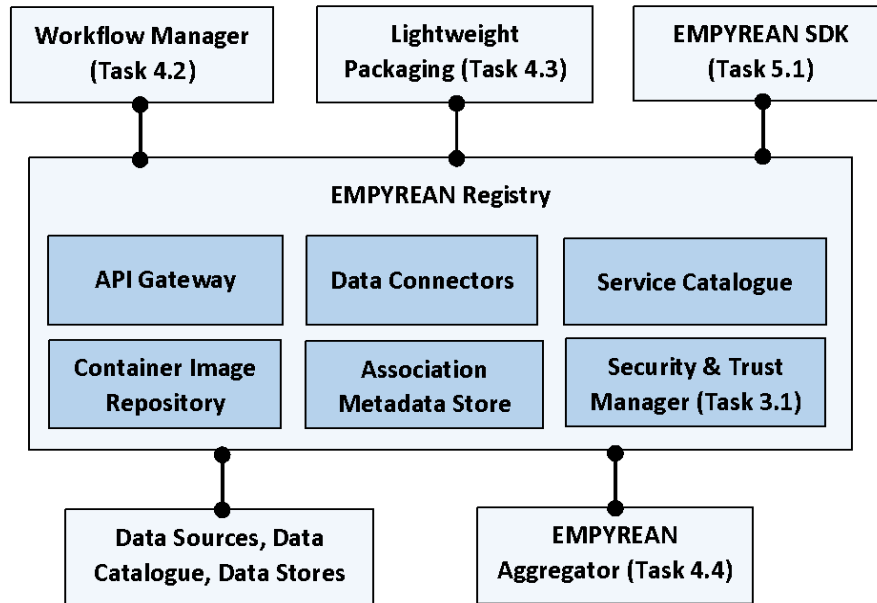 Workflow Manager
(Task 4.2)
Lightweight
Packaging (Task 4.3)
EMPYREAN SDK
(Task 5.1)
EMPYREAN Registry
API Gateway
Data Connectors
Service Catalogue
Container Image
Repository
Association
Metadata Store
Security & Trust
Manager (Task 3.1)
Data Sources, Data
Catalogue, Data Stores
EMPYREAN
Aggregator (Task 4.4)